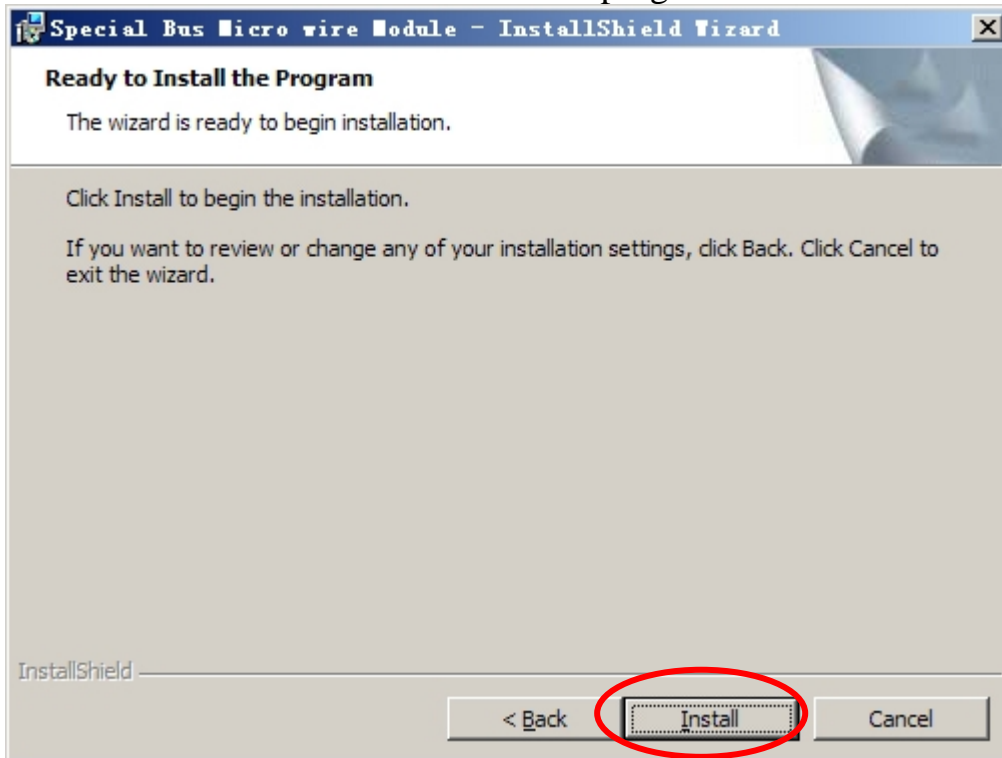 Special Bus Micro wire Module - InstallShield Wizard
Ready to Install the Program
The wizard is ready to begin installation.
Click Install to begin the installation.
If you want to review or change any of your installation settings, click Back. Click Cancel to
exit the wizard.
InstallShield
< Back Install Cancel